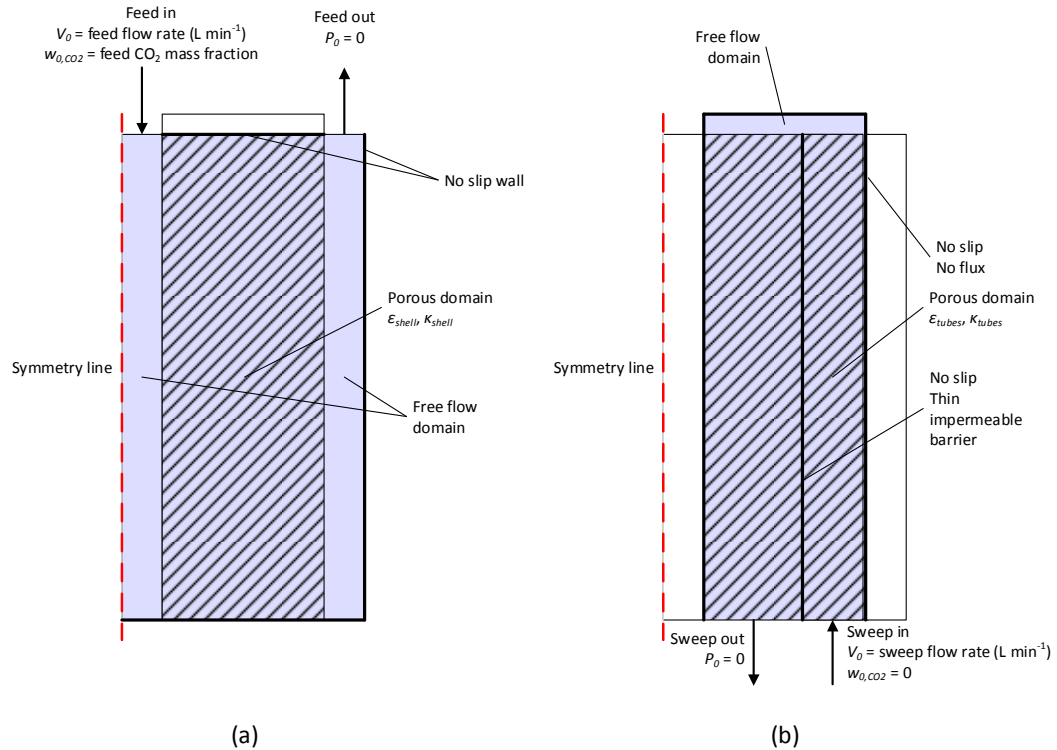 Feed in
V0 = feed flow rate (L min⁻¹)
w0,CO2 = feed CO2 mass fraction
Feed out
P0 = 0
No slip wall
Porous domain
εshell, κshell
Symmetry line
Free flow
domain
(a)
Free flow
domain
No slip
No flux
Porous domain
εtubes, κtubes
Symmetry line
No slip
Thin
impermeable
barrier
Sweep out
P0 = 0
Sweep in
V0 = sweep flow rate (L min⁻¹)
w0,CO2 = 0
(b)